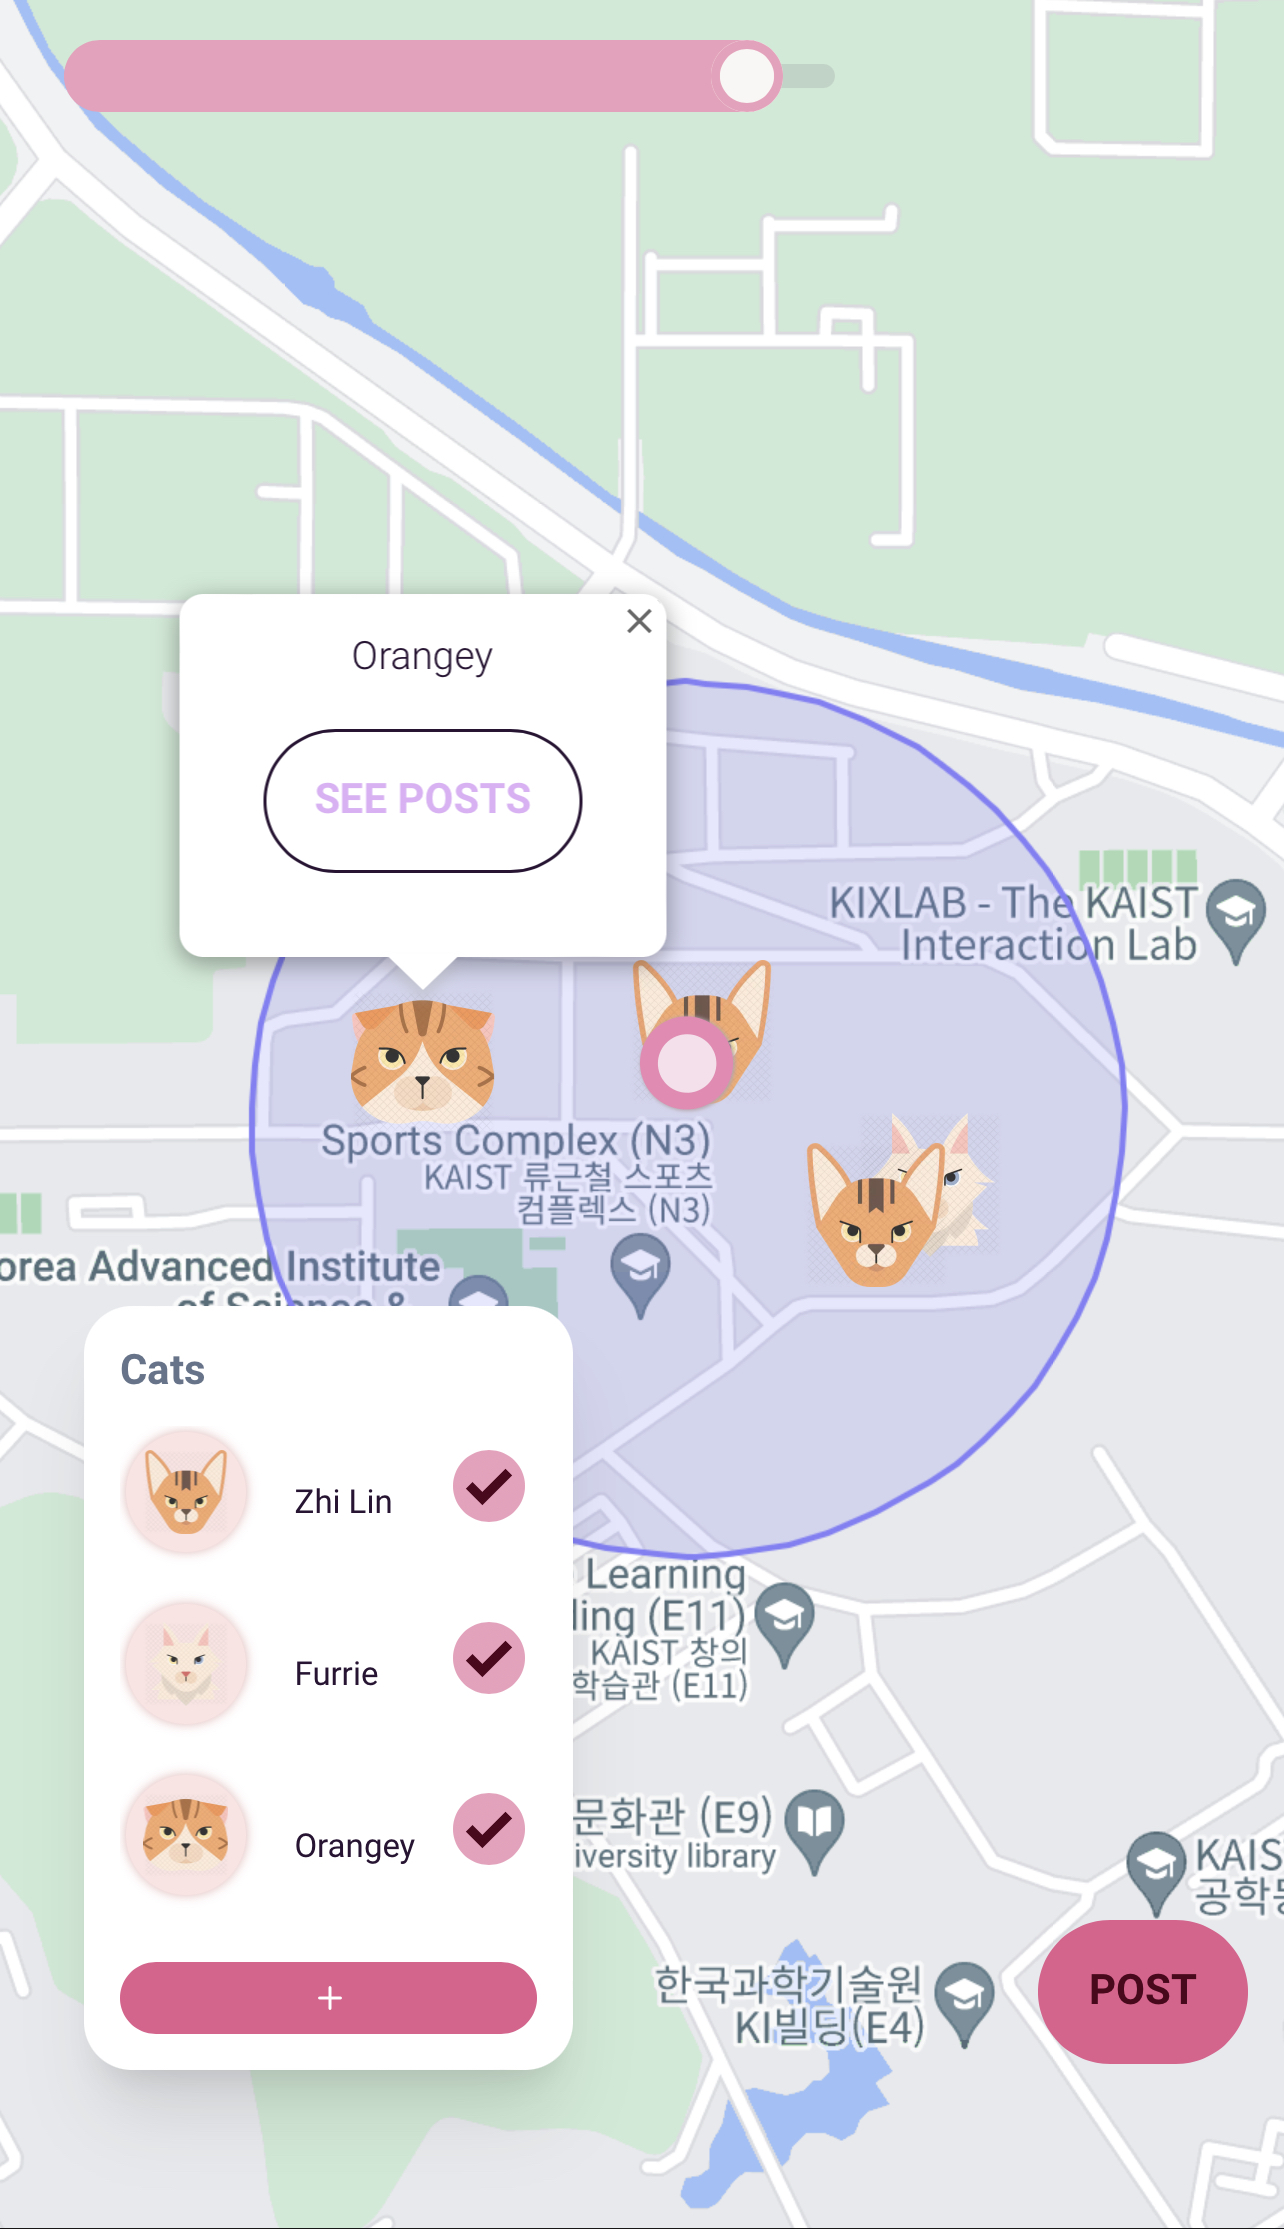 Orangey
SEE POSTS
KIXLAB - The KAIST
Interaction Lab
Sports Complex (N3)
KAIST 류근철 스포츠
컴플렉스 (N3)
orea Advanced Institute
of Science &
Cats
Zhi Lin
Furrie
Orangey
+
Learning
ling (E11)
KAIST 창의
학습관 (E11)
문화관 (E9)
iversity library
KAIS
공학동
한국과학기술원
KI빌딩(E4)
POST